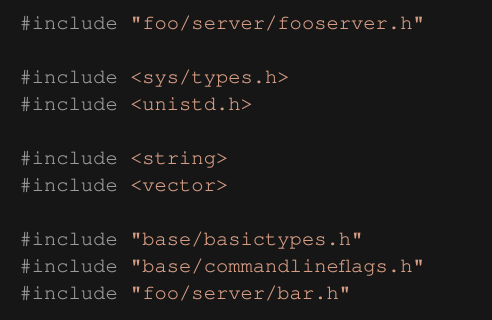 #include "foo/server/fooserver.h"
#include <sys/types.h>
#include <unistd.h>
#include <string>
#include <vector>
#include "base/basictypes.h"
#include "base/commandlineflags.h"
#include "foo/server/bar.h"